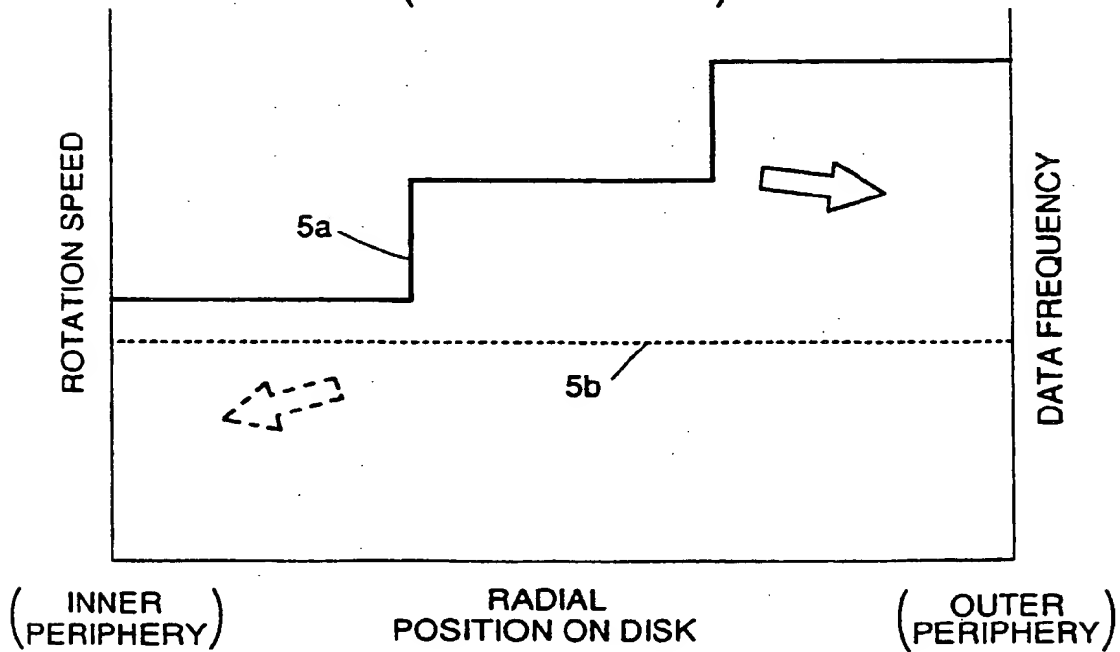 ROTATION SPEED
5a
5b
DATA FREQUENCY
(INNER
PERIPHERY)
RADIAL
POSITION ON DISK
(OUTER
PERIPHERY)